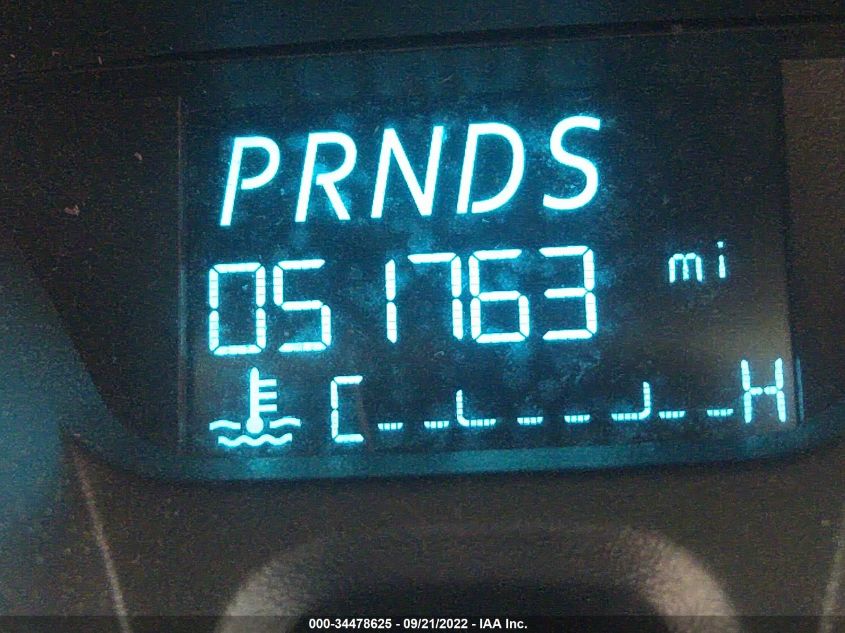 PRNDS
051763 mi
C H
000-34478625 - 09/21/2022 - IAA Inc.